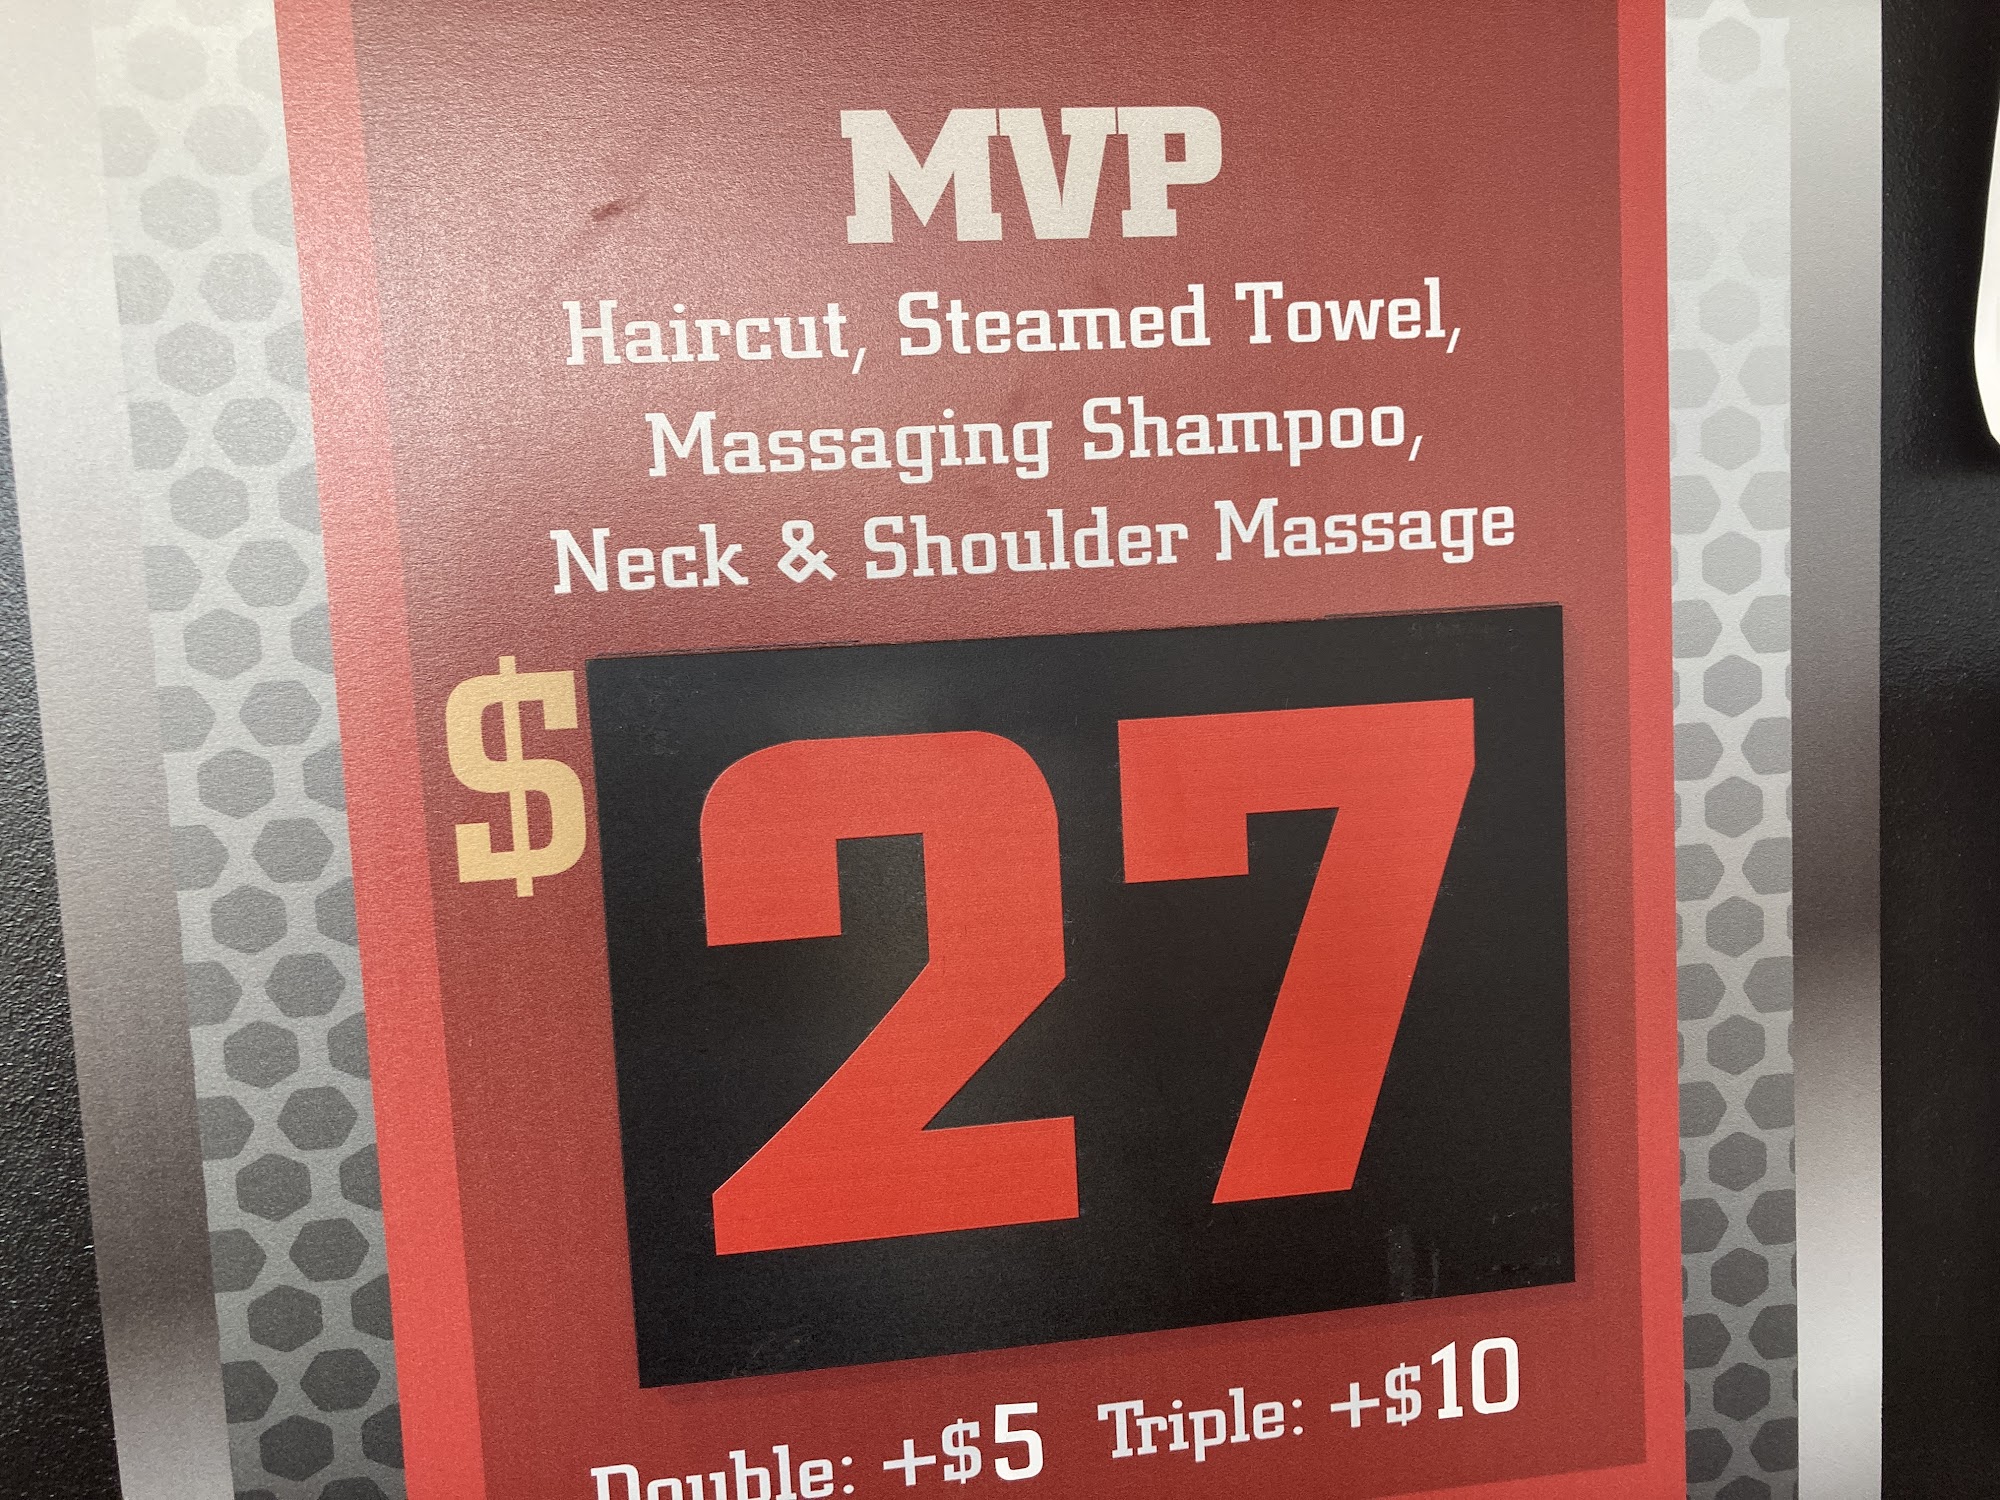 MVP
Haircut, Steamed Towel,
Massaging Shampoo,
Neck & Shoulder Massage
$27
Double: +$5 Triple: +$10